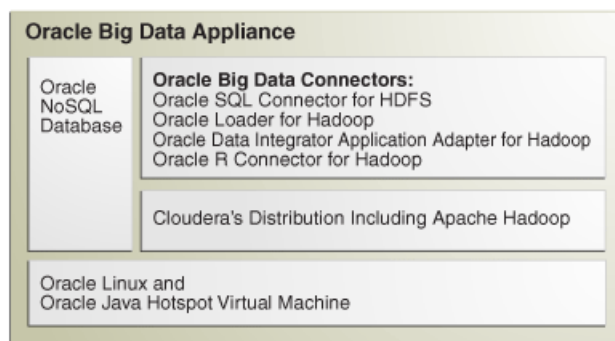 Oracle Big Data Appliance
Oracle
NoSQL
Database
Oracle Big Data Connectors:
Oracle SQL Connector for HDFS
Oracle Loader for Hadoop
Oracle Data Integrator Application Adapter for Hadoop
Oracle R Connector for Hadoop
Cloudera's Distribution Including Apache Hadoop
Oracle Linux and
Oracle Java Hotspot Virtual Machine